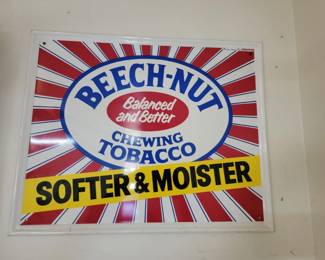 BEECH-NUT
Balanced
and Better
CHEWING
TOBACCO
SOFTER & MOISTER